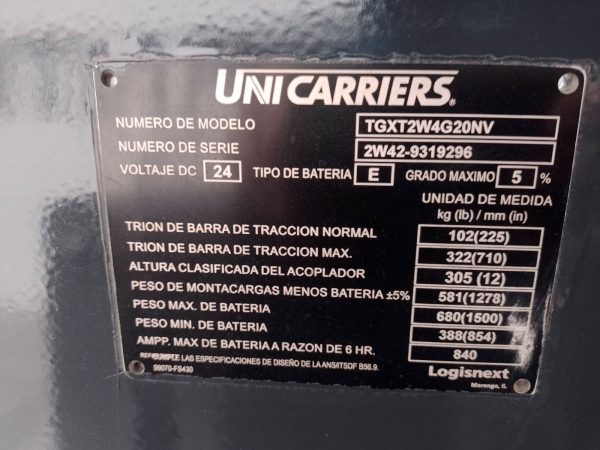 UNICARRIERS®
NUMERO DE MODELO TGXT2W4G20NV
NUMERO DE SERIE 2W42-9319296
VOLTAJE DC 24 TIPO DE BATERIA E GRADO MAXIMO 5 %
UNIDAD DE MEDIDA
kg (lb) / mm (in)
TRION DE BARRA DE TRACCION NORMAL 102(225)
TRION DE BARRA DE TRACCION MAX. 322(710)
ALTURA CLASIFICADA DEL ACOPLADOR 305 (12)
PESO DE MONTACARGAS MENOS BATERIA ±5% 581(1278)
PESO MAX. DE BATERIA 680(1500)
PESO MIN. DE BATERIA 388(854)
AMPP. MAX DE BATERIA A RAZON DE 6 HR. 840
LAS ESPECIFICACIONES DE DISEÑO DE LA ANSI/ITSDF B56.9.
99070-FS430
Logisnext
Marengo, IL